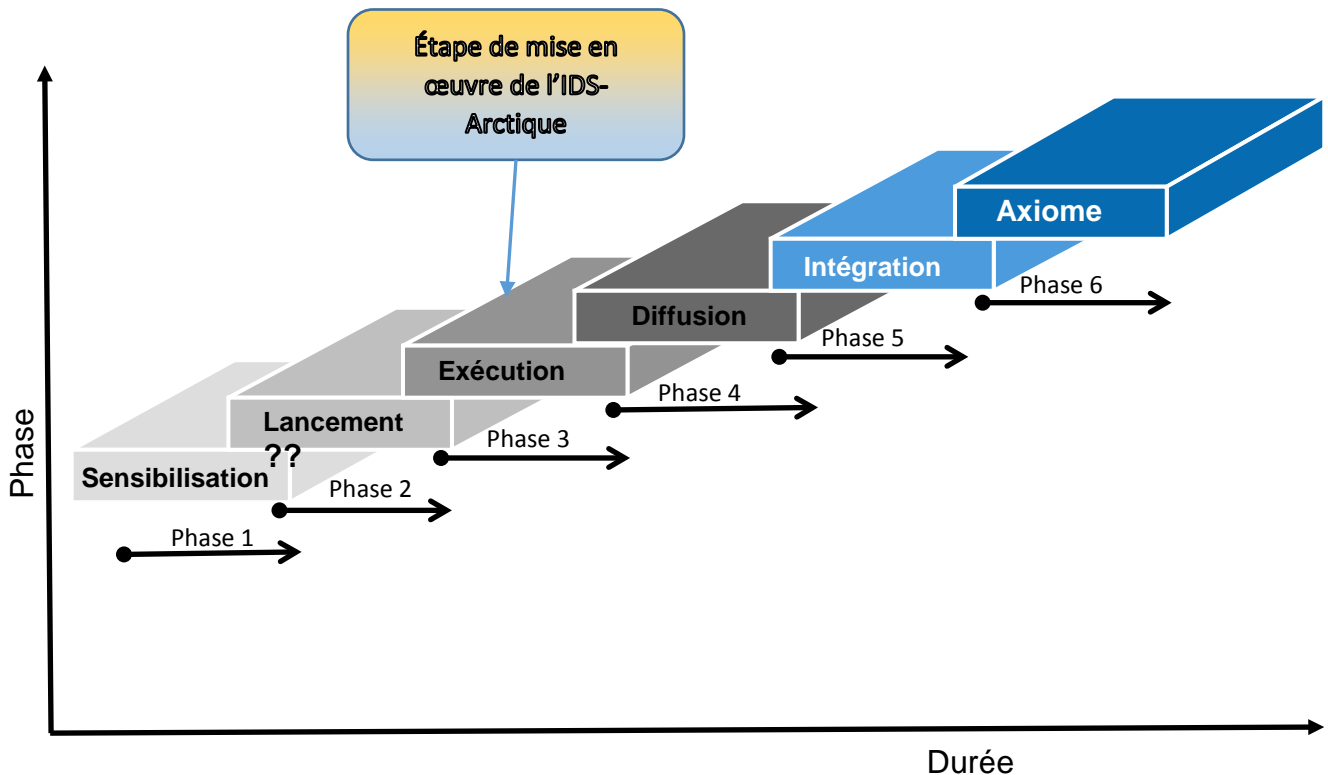 Étape de mise en
œuvre de l'IDS-
Arctique
Axiome
Intégration
Phase 6
Diffusion
Phase 5
Exécution
Phase 4
Lancement
??
Phase 3
Sensibilisation
Phase 2
Phase 1
Phase
Durée